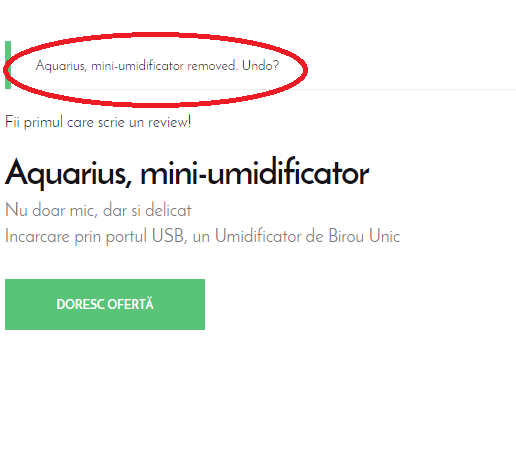 Aquarius, mini-umidificator removed. Undo?
Fii primul care scrie un review!
Aquarius, mini-umidificator
Nu doar mic, dar si delicat
Incarcare prin portul USB, un Umidificator de Birou Unic
DORESC OFERTĂ